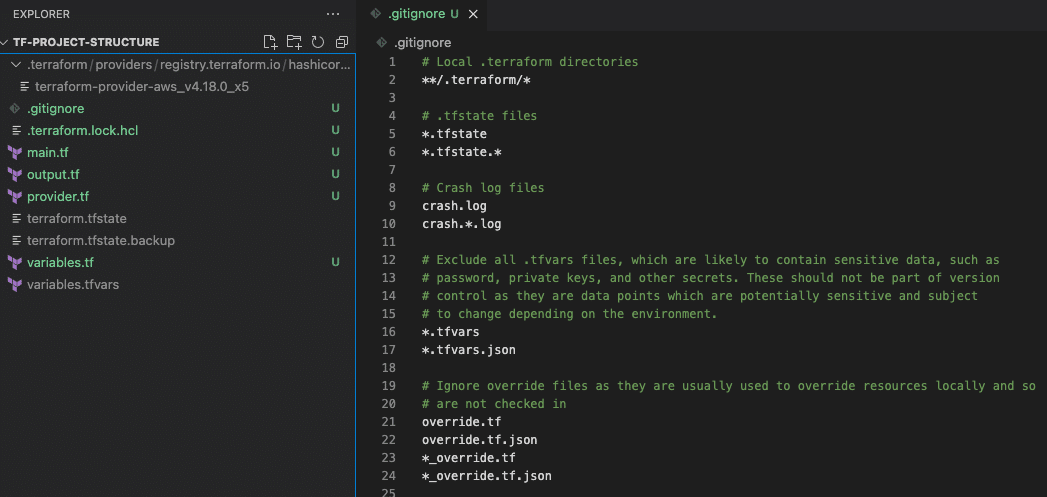 EXPLORER
TF-PROJECT-STRUCTURE
.terraform/providers/registry.terraform.io/hashicor...
terraform-provider-aws_v4.18.0_x5
.gitignore U
.terraform.lock.hcl U
main.tf U
output.tf U
provider.tf U
terraform.tfstate
terraform.tfstate.backup
variables.tf U
variables.tfvars
.gitignore U
.gitignore
1 # Local .terraform directories
2 **/.terraform/*
3
4 # .tfstate files
5 *.tfstate
6 *.tfstate.*
7
8 # Crash log files
9 crash.log
10 crash.*.log
11
12 # Exclude all .tfvars files, which are likely to contain sensitive data, such as
13 # password, private keys, and other secrets. These should not be part of version
14 # control as they are data points which are potentially sensitive and subject
15 # to change depending on the environment.
16 *.tfvars
17 *.tfvars.json
18
19 # Ignore override files as they are usually used to override resources locally and so
20 # are not checked in
21 override.tf
22 override.tf.json
23 *_override.tf
24 *_override.tf.json
25